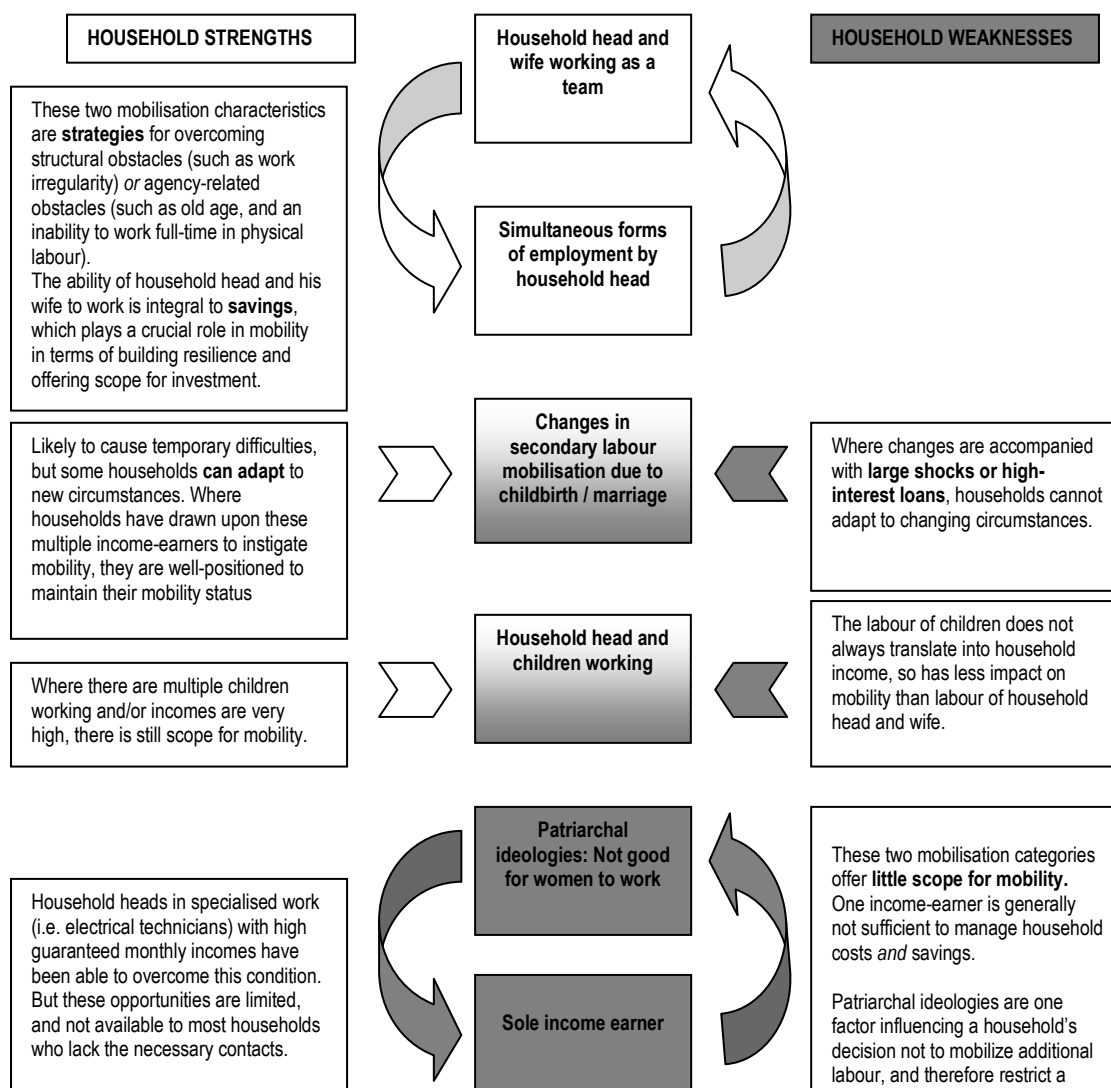 HOUSEHOLD STRENGTHS
Household head and
wife working as a
team
HOUSEHOLD WEAKNESSES
These two mobilisation characteristics
are strategies for overcoming
structural obstacles (such as work
irregularity) or agency-related
obstacles (such as old age, and an
inability to work full-time in physical
labour).
The ability of household head and his
wife to work is integral to savings,
which plays a crucial role in mobility
in terms of building resilience and
offering scope for investment.
Simultaneous forms
of employment by
household head
Likely to cause temporary difficulties,
but some households can adapt to
new circumstances. Where
households have drawn upon these
multiple income-earners to instigate
mobility, they are well-positioned to
maintain their mobility status
Changes in
secondary labour
mobilisation due to
childbirth / marriage
Where changes are accompanied
with large shocks or high-
interest loans, households cannot
adapt to changing circumstances.
Where there are multiple children
working and/or incomes are very
high, there is still scope for mobility.
Household head and
children working
The labour of children does not
always translate into household
income, so has less impact on
mobility than labour of household
head and wife.
Household heads in specialised work
(i.e. electrical technicians) with high
guaranteed monthly incomes have
been able to overcome this condition.
But these opportunities are limited,
and not available to most households
who lack the necessary contacts.
Patriarchal
ideologies: Not good
for women to work
Sole income earner
These two mobilisation categories
offer little scope for mobility.
One income-earner is generally
not sufficient to manage household
costs and savings.
Patriarchal ideologies are one
factor influencing a household's
decision not to mobilize additional
labour, and therefore restrict a